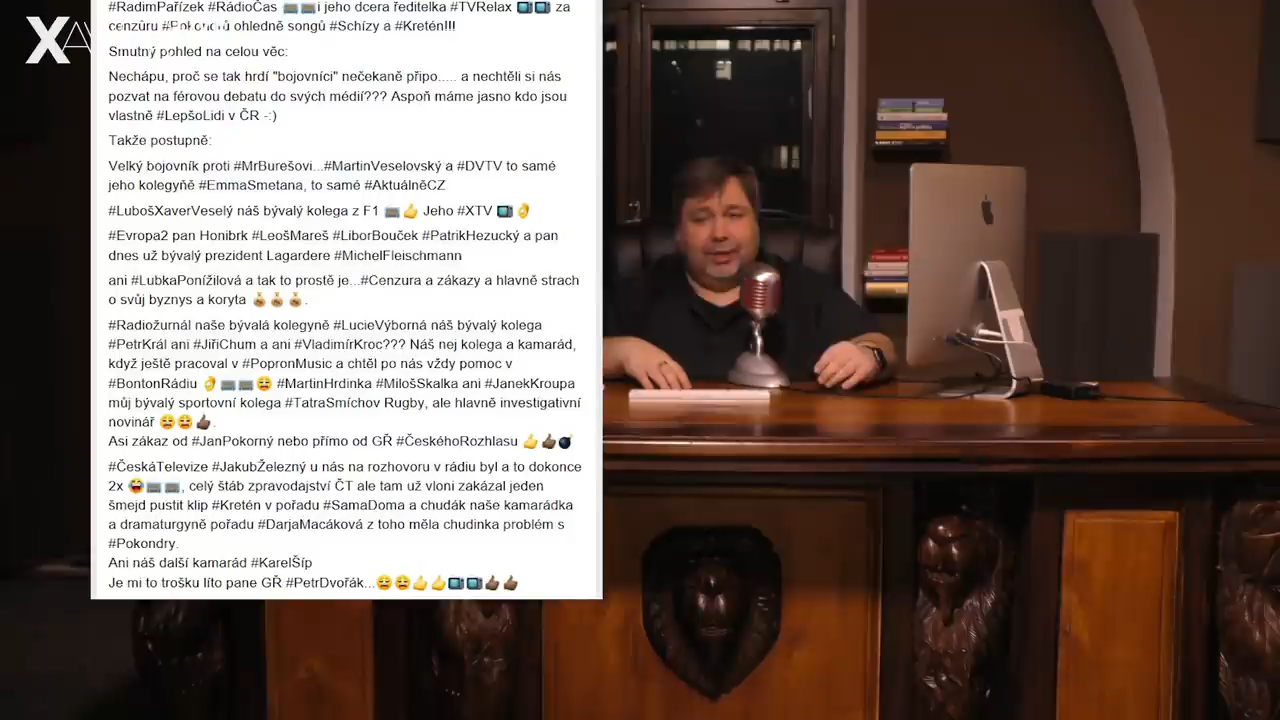 #RadimPařízek #RádioČas 📻📻i jeho dcera ředitelka #TVRelax 📺📺 za
cenzůru #Pokondrů ohledně songů #Schízy a #Kretén!!!
XAV
Smutný pohled na celou věc:
Nechápu, proč se tak hrdí "bojovníci" nečekaně připo..... a nechtěli si nás
pozvat na férovou debatu do svých médií??? Aspoň máme jasno kdo jsou
vlastně #LepšoLidi v ČR -:)
Takže postupně:
Velký bojovník proti #MrBurešovi...#MartinVeselovský a #DVTV to samé
jeho kolegyňě #EmmaSmetana, to samé #AktuálněCZ
#LubošXaverVeselý náš bývalý kolega z F1 📻👍 Jeho #XTV 📺👌
#Evropa2 pan Honibrk #LeošMareš #LiborBouček #PatrikHezucký a pan
dnes už bývalý prezident Lagardere #MichelFleischmann
ani #LubkaPonížilová a tak to prostě je...#Cenzura a zákazy a hlavně strach
o svůj byznys a koryta 💰💰💰.
#Radiožurnál naše bývalá kolegyně #LucieVýborná náš bývalý kolega
#PetrKrál ani #JiřiChum a ani #VladimírKroc??? Náš nej kolega a kamarád,
když ještě pracoval v #PopronMusic a chtěl po nás vždy pomoc v
#BontonRádiu 👌📻📻😫 #MartinHrdinka #MilošSkalka ani #JanekKroupa
můj bývalý sportovní kolega #TatraSmíchov Rugby, ale hlavně investigativní
novinář 😫😫👍🏿.
Asi zákaz od #JanPokorný nebo přímo od GŘ #ČeskéhoRozhlasu 👍👍🏿💣
#ČeskáTelevize #JakubŽelezný u nás na rozhovoru v rádiu byl a to dokonce
2x 😂📻📻, celý štáb zpravodajství ČT ale tam už vloni zakázal jeden
šmejd pustit klip #Kretén v pořadu #SamaDoma a chudák naše kamarádka
a dramaturgyně pořadu #DarjaMacáková z toho měla chudinka problém s
#Pokondry.
Ani náš další kamarád #KarelŠíp
Je mi to trošku líto pane GŘ #PetrDvořák...😫😫👍👍📺📺👍🏿👍🏿